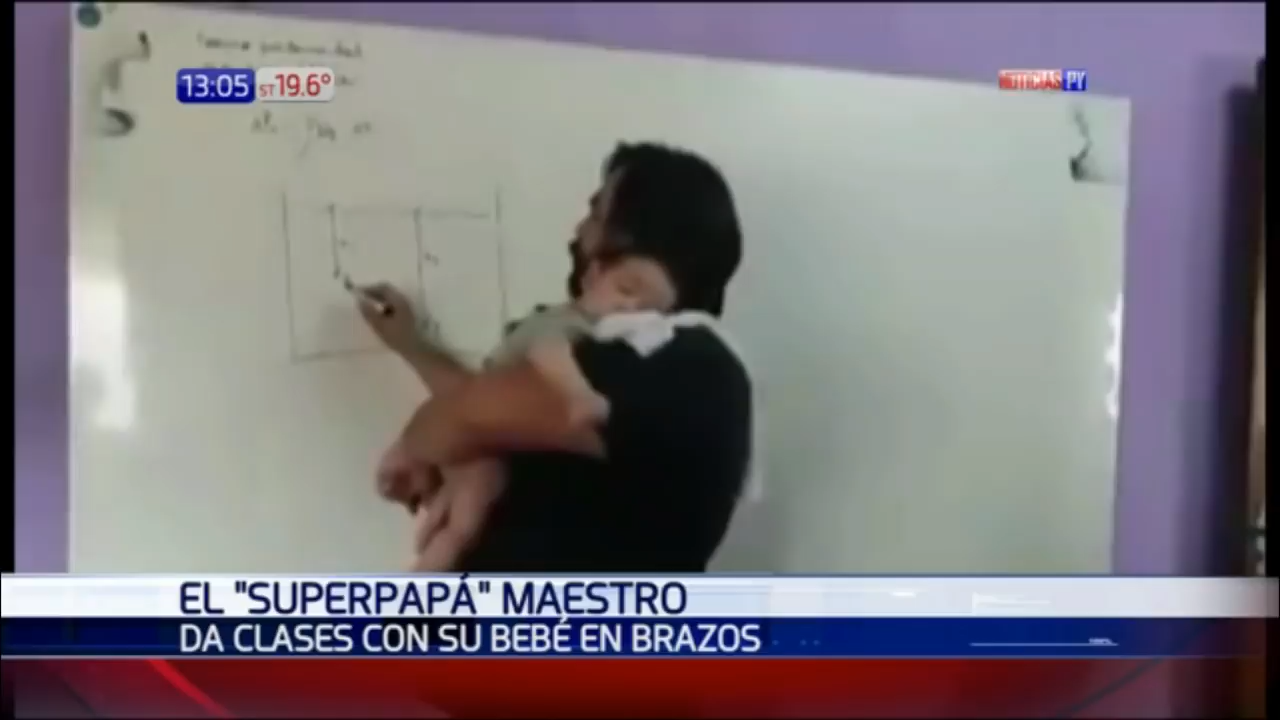 13:05 ST 19.6°
NOTICIAS PY
EL "SUPERPAPÁ" MAESTRO
DA CLASES CON SU BEBÉ EN BRAZOS